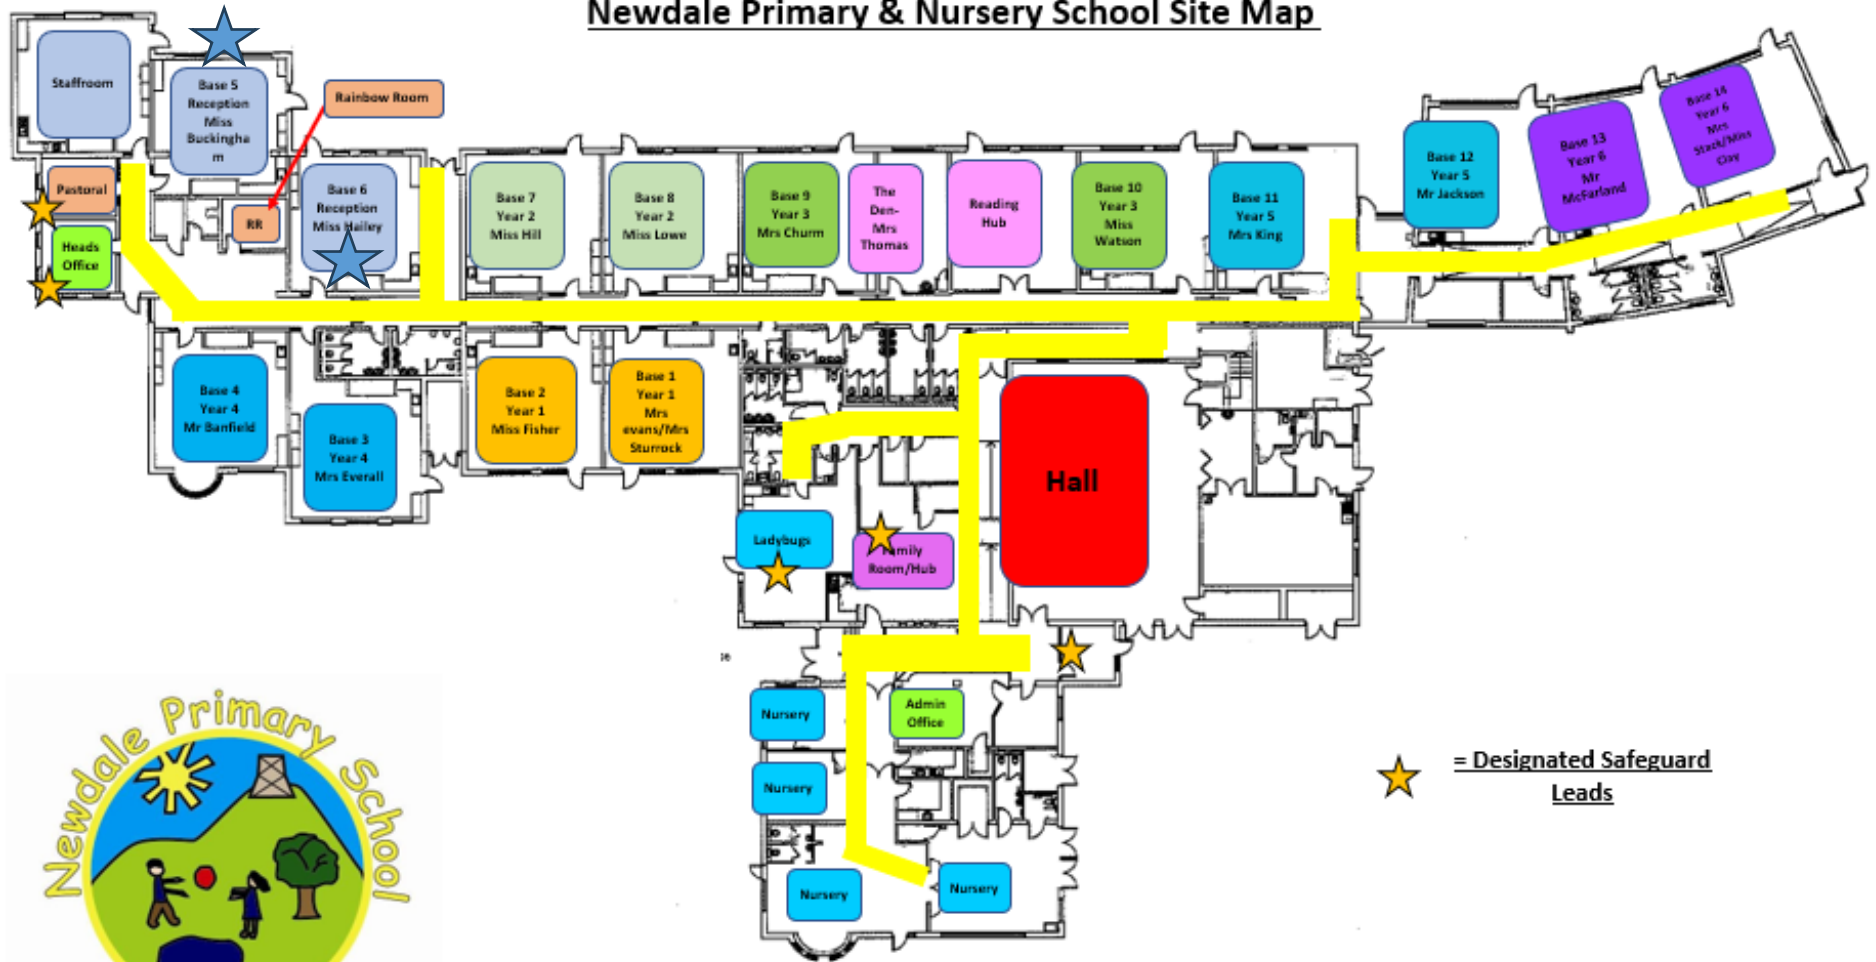 Newdale Primary & Nursery School Site Map
Staffroom
Base 5
Reception
Miss
Buckingha
m
Rainbow Room
Pastoral
RR
Heads
Office
Base 6
Reception
Miss Hailey
Base 7
Year 2
Miss Hill
Base 8
Year 2
Miss Lowe
Base 9
Year 3
Mrs Churm
The
Den-
Mrs
Thomas
Reading
Hub
Base 10
Year 3
Miss
Watson
Base 11
Year 5
Mrs King
Base 12
Year 5
Mr Jackson
Base 13
Year 6
Mr
McFarland
Base 14
Year 6
Mrs
Stack/Miss
Clay
Base 4
Year 4
Mr Banfield
Base 3
Year 4
Mrs Everall
Base 2
Year 1
Miss Fisher
Base 1
Year 1
Mrs
evans/Mrs
Sturrock
Hall
Ladybugs
Family
Room/Hub
Nursery
Admin
Office
Nursery
Nursery
Nursery
= Designated Safeguard
Leads
Newdale Primary School